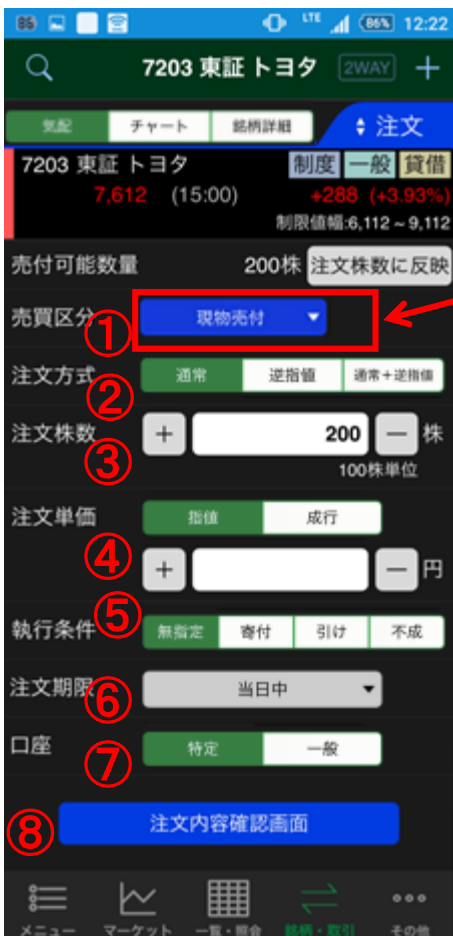 86 LTE 86% 12:22
7203 東証 トヨタ 2WAY +
気配 チャート 銘柄詳細 注文
7203 東証 トヨタ 制度 一般 貸借
7,612 (15:00) +288 (+3.93%)
制限値幅:6,112～9,112
売付可能数量 200株 注文株数に反映
売買区分 ① 現物売付
注文方式 ② 通常 逆指値 通常+逆指値
注文株数 ③ + 200 － 株
100株単位
注文単価 指値 成行
④ + － 円
執行条件 ⑤ 無指定 寄付 引け 不成
注文期限 ⑥ 当日中
口座 ⑦ 特定 一般
⑧ 注文内容確認画面
メニュー マーケット 一覧・照会 銘柄・取引 その他